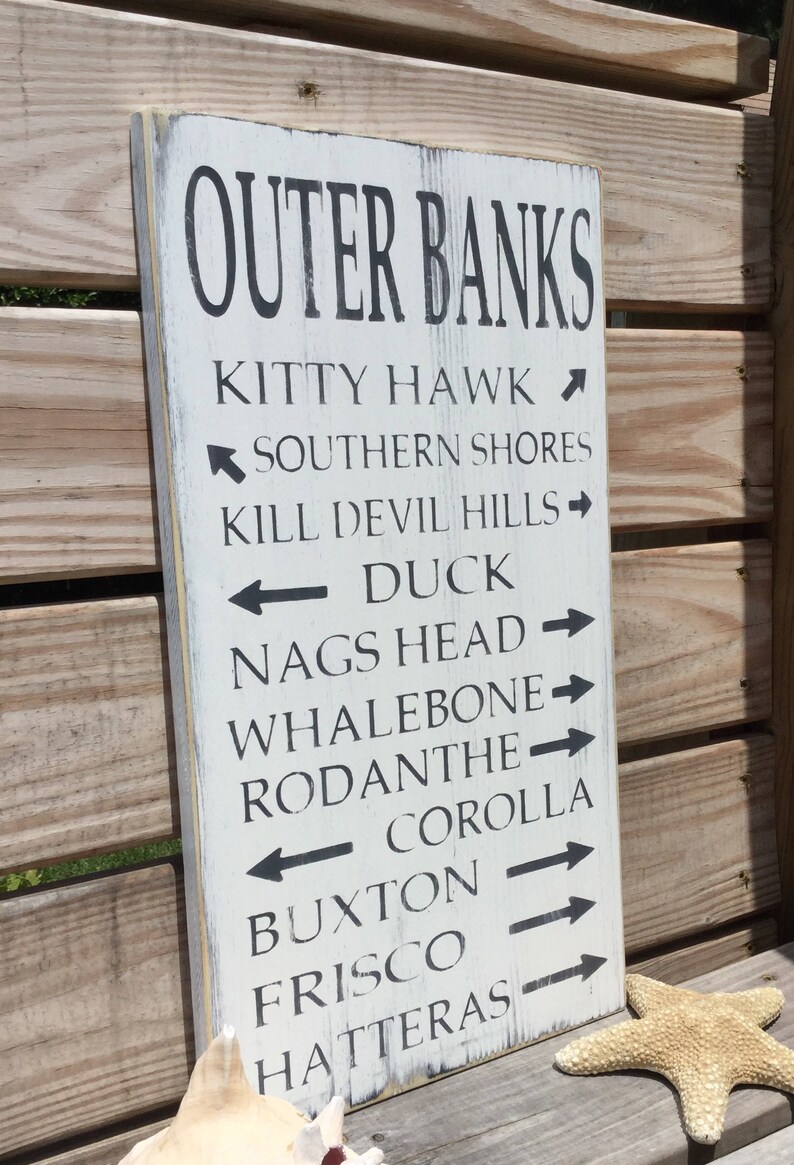 OUTER BANKS
KITTY HAWK
SOUTHERN SHORES
KILL DEVIL HILLS
DUCK
NAGS HEAD
WHALEBONE
RODANTHE
COROLLA
BUXTON
FRISCO
HATTERAS